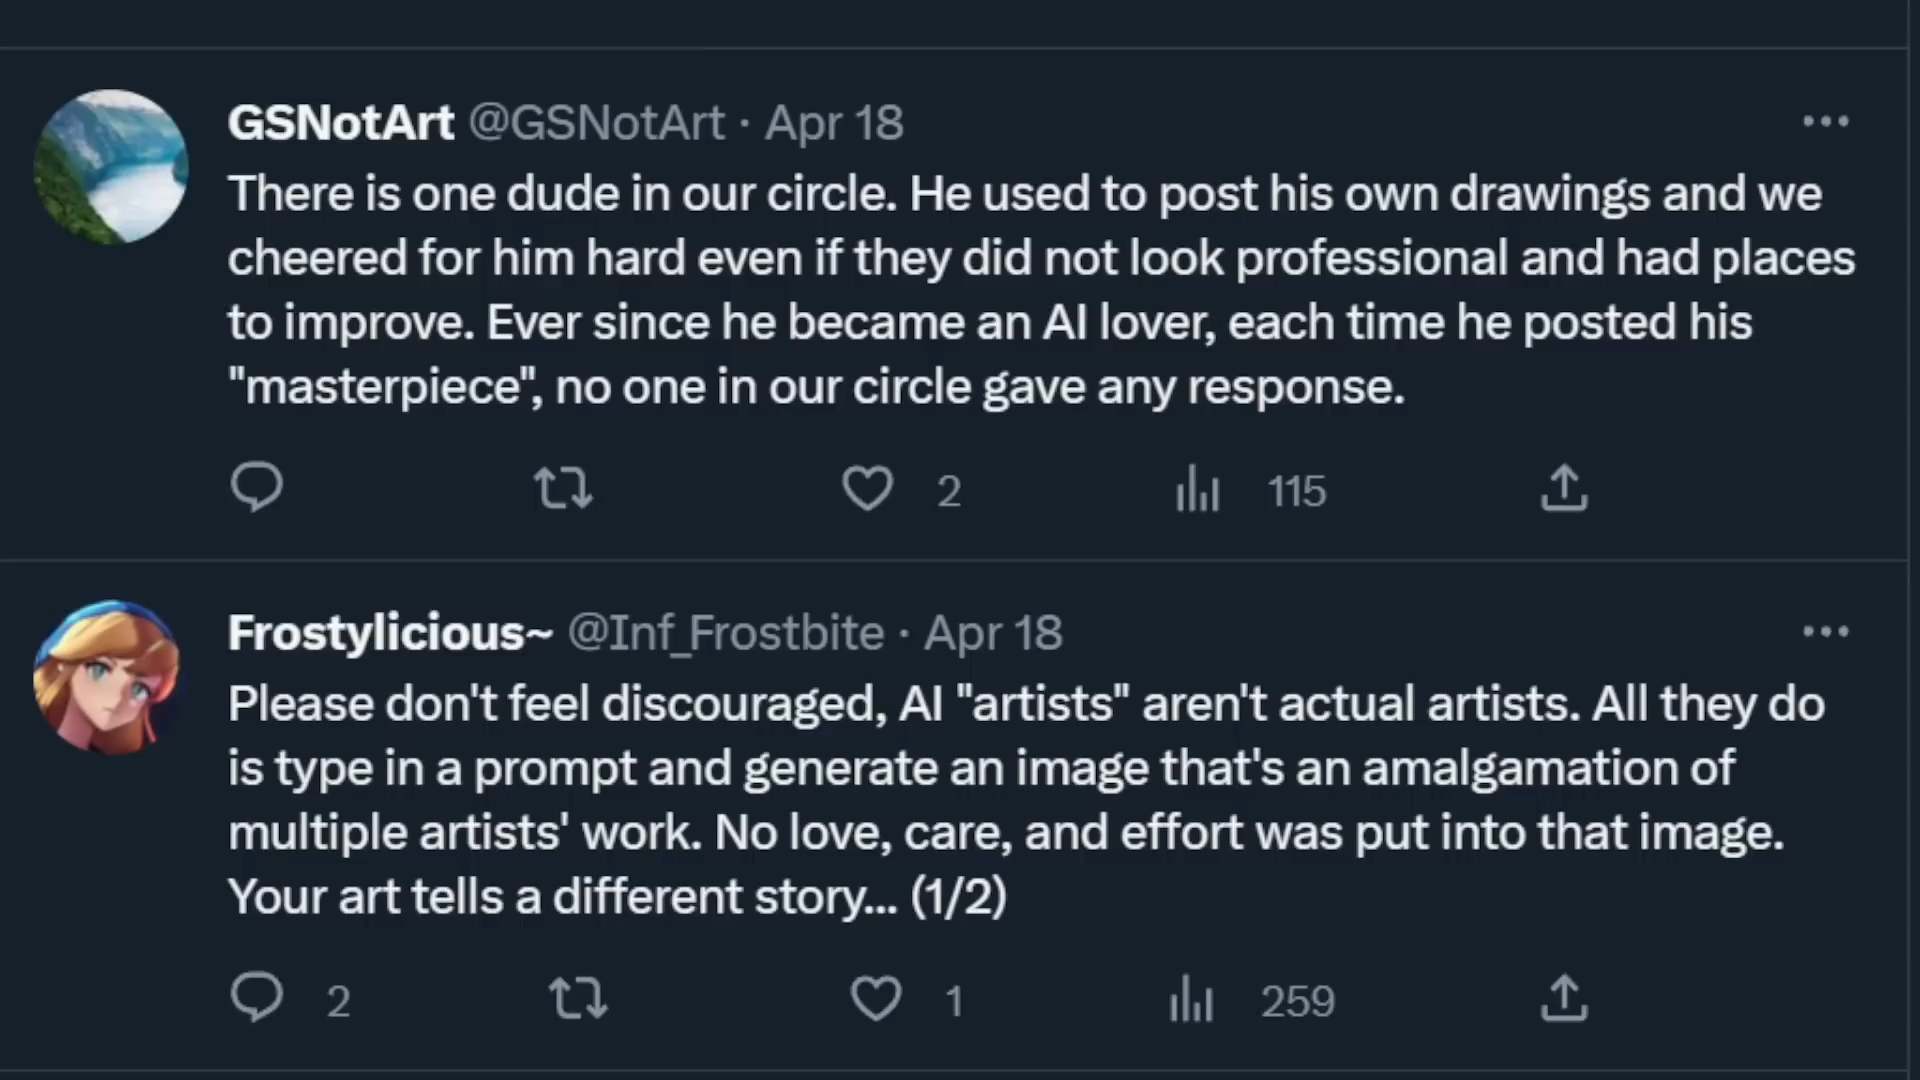 GSNotArt @GSNotArt · Apr 18
There is one dude in our circle. He used to post his own drawings and we
cheered for him hard even if they did not look professional and had places
to improve. Ever since he became an AI lover, each time he posted his
"masterpiece", no one in our circle gave any response.
2 115
Frostylicious~ @Inf_Frostbite · Apr 18
Please don't feel discouraged, AI "artists" aren't actual artists. All they do
is type in a prompt and generate an image that's an amalgamation of
multiple artists' work. No love, care, and effort was put into that image.
Your art tells a different story... (1/2)
2 1 259